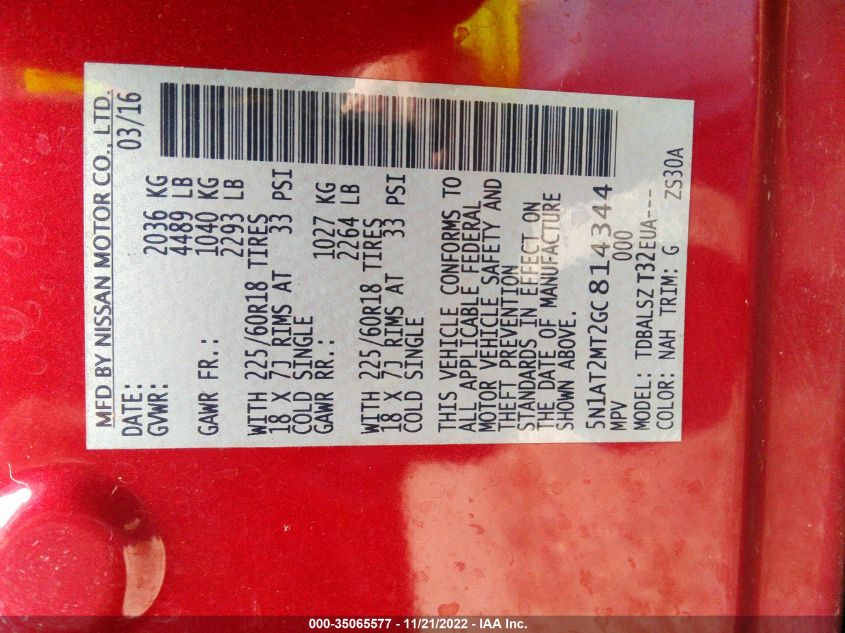 MFD BY NISSAN MOTOR CO., LTD.
DATE: 03/16
GVWR: 2036 KG
4489 LB
GAWR FR.: 1040 KG
2293 LB
WITH 225/60R18 TIRES
18 X 7J RIMS AT 33 PSI
COLD SINGLE
GAWR RR.: 1027 KG
2264 LB
WITH 225/60R18 TIRES
18 X 7J RIMS AT 33 PSI
COLD SINGLE
THIS VEHICLE CONFORMS TO
ALL APPLICABLE FEDERAL
MOTOR VEHICLE SAFETY AND
THEFT PREVENTION
STANDARDS IN EFFECT ON
THE DATE OF MANUFACTURE
SHOWN ABOVE.
5N1AT2MT2GC814344
MPV 000
MODEL: TDBALSZ T32EUA---
COLOR: NAH TRIM: G ZS30A
000-35065577 - 11/21/2022 - IAA Inc.